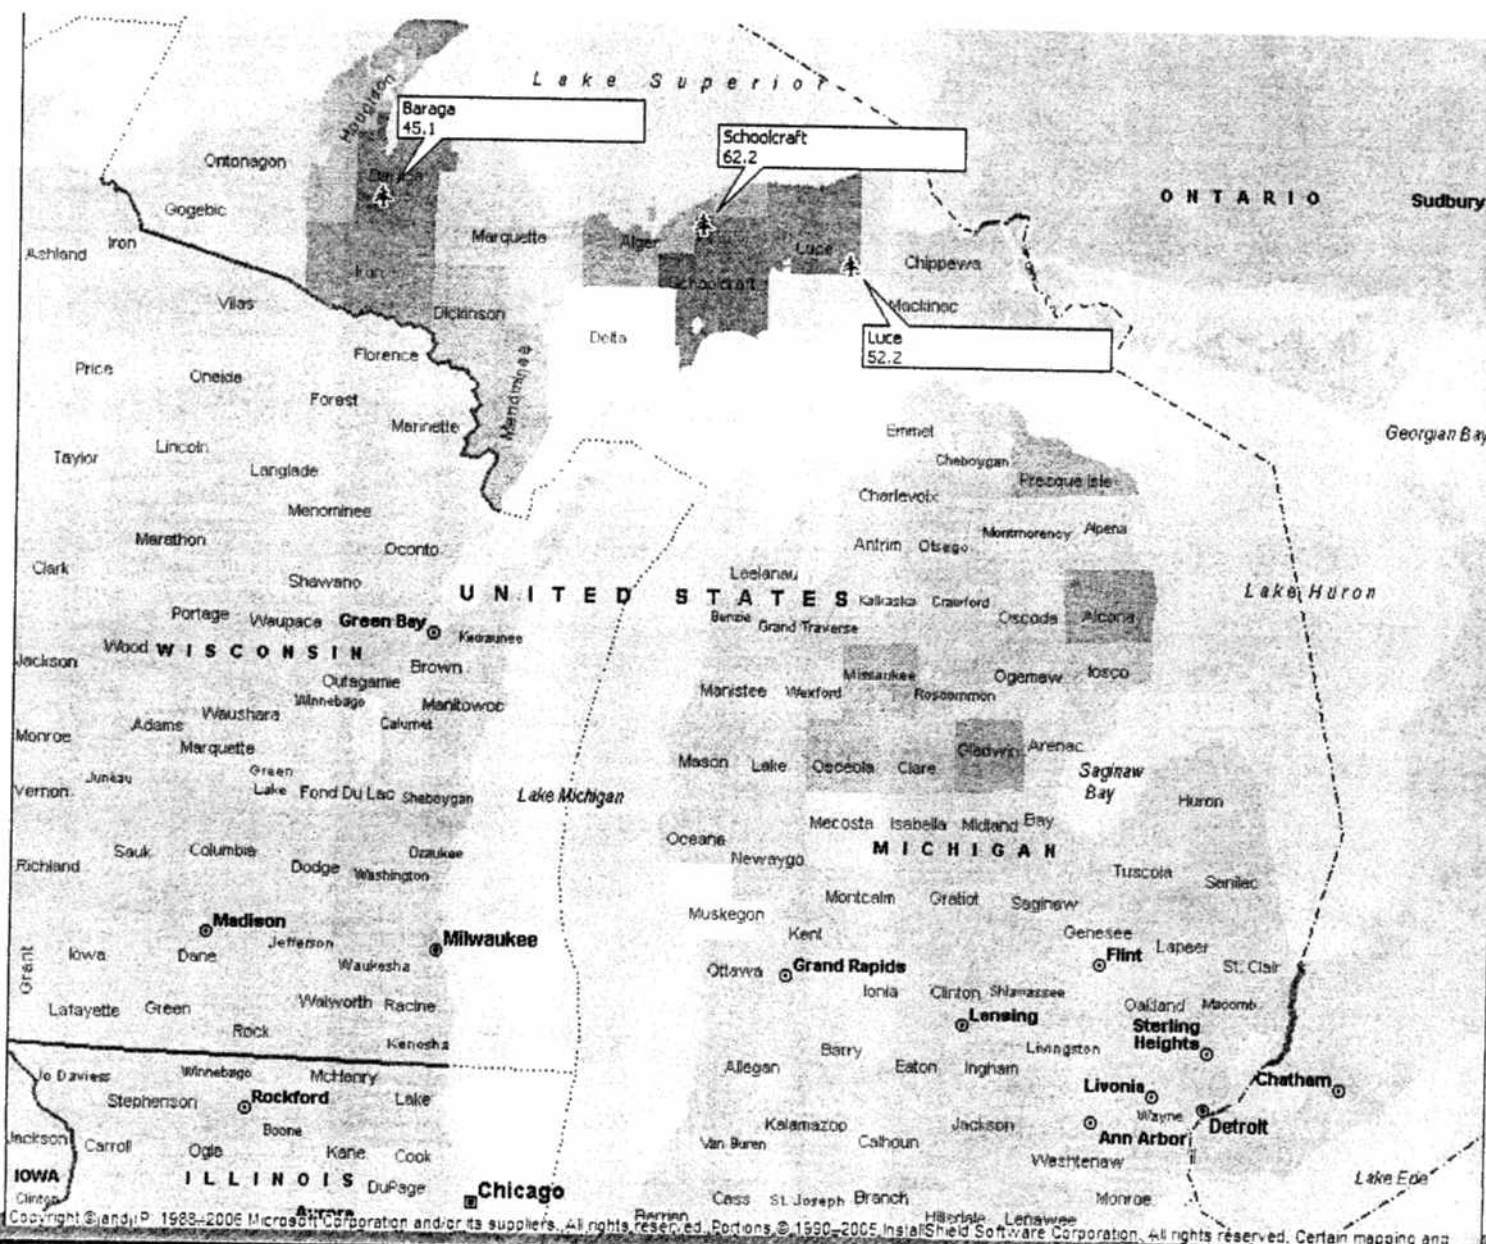 Lake Superior
Houghton
Baraga
45.1
Schoolcraft
62.2
Ontonagon
Baraga
ONTARIO
Sudbury
Gogebic
Iron
Ashland
Marquette
Alger
Luce
Chippewa
Iron
Schoolcraft
Mackinac
Vilas
Dickinson
Delta
Luce
52.2
Florence
Price
Oneida
Menominee
Forest
Marinette
Emmet
Georgian Bay
Lincoln
Taylor
Langlade
Cheboygan
Presque Isle
Charlevoix
Menominee
Marathon
Oconto
Montmorency
Alpena
Antrim
Otsego
Clark
Shawano
Leelanau
UNITED STATES
Lake Huron
Kalkaska
Crawford
Portage
Waupaca
Green Bay
Kewaunee
Benzie
Grand Traverse
Oscoda
Alcona
Wood
WISCONSIN
Jackson
Brown
Outagamie
Missaukee
Ogemaw
Iosco
Winnebago
Manitowoc
Manistee
Wexford
Roscommon
Adams
Waushara
Calumet
Monroe
Marquette
Gladwin
Arenac
Juneau
Green
Lake
Mason
Lake
Osceola
Clare
Saginaw
Bay
Vernon
Fond Du Lac
Sheboygan
Lake Michigan
Huron
Mecosta
Isabella
Midland
Bay
Oceana
MICHIGAN
Sauk
Columbia
Ozaukee
Richland
Dodge
Washington
Newaygo
Tuscola
Sanilac
Montcalm
Gratiot
Saginaw
Madison
Muskegon
Kent
Genesee
Milwaukee
Jefferson
Lapeer
Iowa
Dane
Waukesha
Flint
St. Clair
Grant
Ottawa
Grand Rapids
Ionia
Clinton
Shiawassee
Lafayette
Green
Walworth
Racine
Oakland
Macomb
Lansing
Sterling
Heights
Rock
Kenosha
Barry
Livingston
Allegan
Eaton
Ingham
Jo Daviess
Winnebago
McHenry
Livonia
Chatham
Stephenson
Rockford
Lake
Wayne
Detroit
Boone
Kalamazoo
Jackson
Jackson
Carroll
Ogle
Kane
Cook
Van Buren
Calhoun
Ann Arbor
Washtenaw
IOWA
ILLINOIS
DuPage
Chicago
Lake Erie
Clinton
Cass
St. Joseph
Branch
Monroe
Aurora
Berrien
Hillsdale
Lenawee
Copyright © and (P) 1988–2006 Microsoft Corporation and/or its suppliers. All rights reserved. Portions © 1990–2005 InstallShield Software Corporation. All rights reserved. Certain mapping and